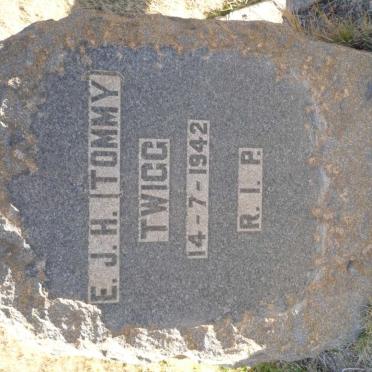 E. J. H. (TOMMY
TWIGG
14-7-1942
R. I. P.